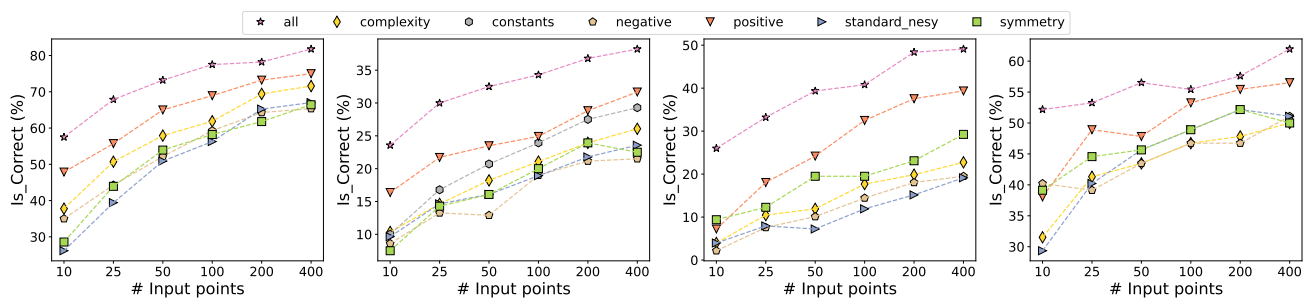 all complexity constants negative positive standard_nesy symmetry
Is_Correct (%)
80
70
60
50
40
30
10 25 50 100 200 400
# Input points
Is_Correct (%)
35
30
25
20
15
10
10 25 50 100 200 400
# Input points
Is_Correct (%)
50
40
30
20
10
0
10 25 50 100 200 400
# Input points
Is_Correct (%)
60
55
50
45
40
35
30
10 25 50 100 200 400
# Input points